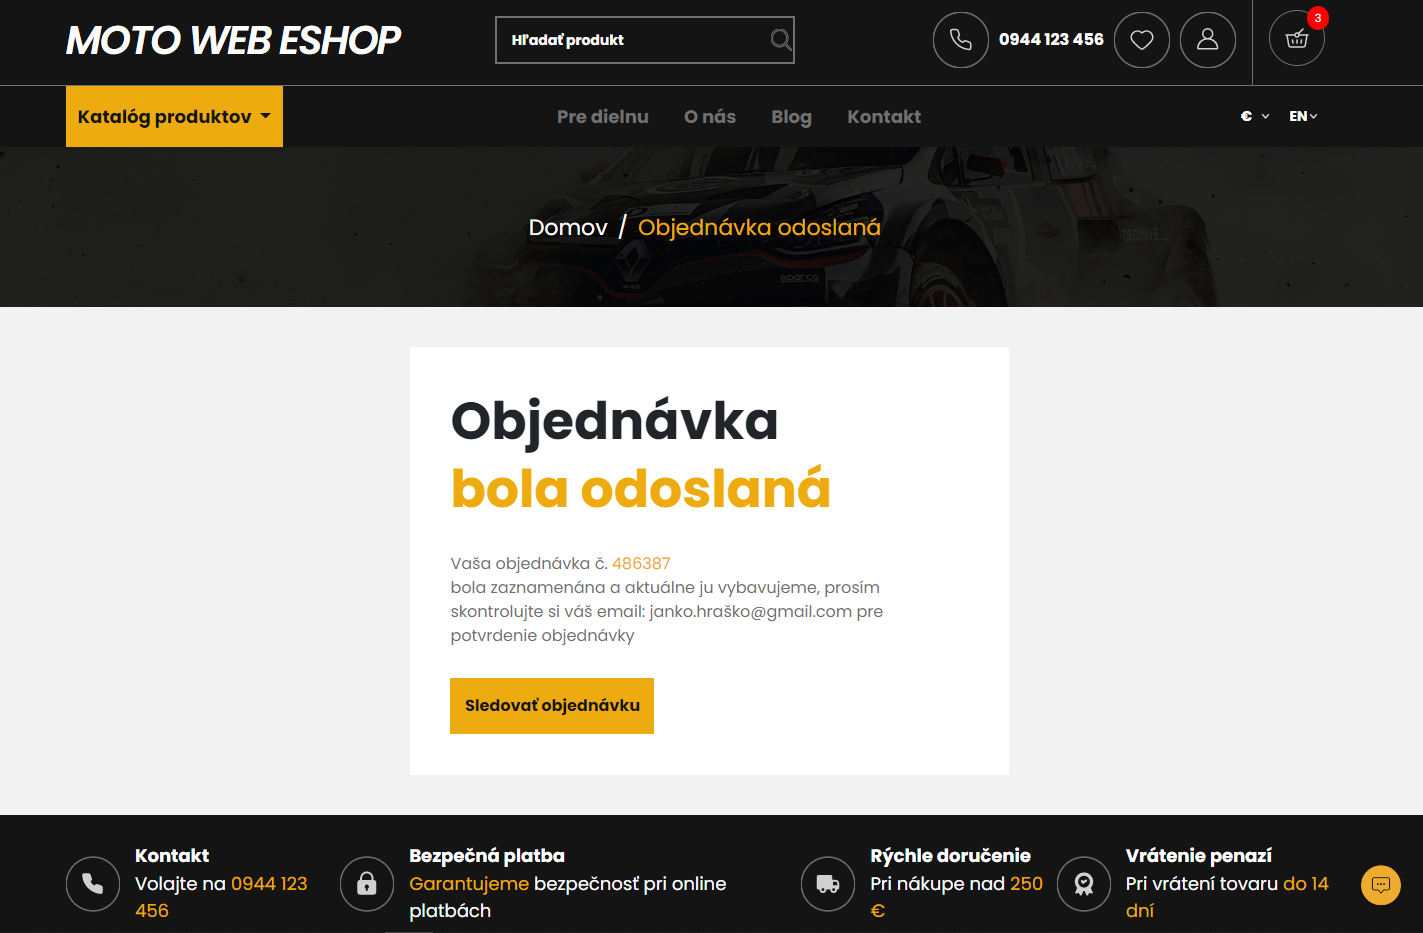 MOTO WEB ESHOP
Hľadať produkt
0944 123 456
3
Katalóg produktov
Pre dielnu
O nás
Blog
Kontakt
€
EN
Domov / Objednávka odoslaná
sparco
DECIBIVE
Objednávka
bola odoslaná
Vaša objednávka č. 486387
bola zaznamenána a aktuálne ju vybavujeme, prosím
skontrolujte si váš email: janko.hraško@gmail.com pre
potvrdenie objednávky
Sledovať objednávku
Kontakt
Volajte na 0944 123
456
Bezpečná platba
Garantujeme bezpečnosť pri online
platbách
Rýchle doručenie
Pri nákupe nad 250
€
Vrátenie penazí
Pri vrátení tovaru do 14
dní